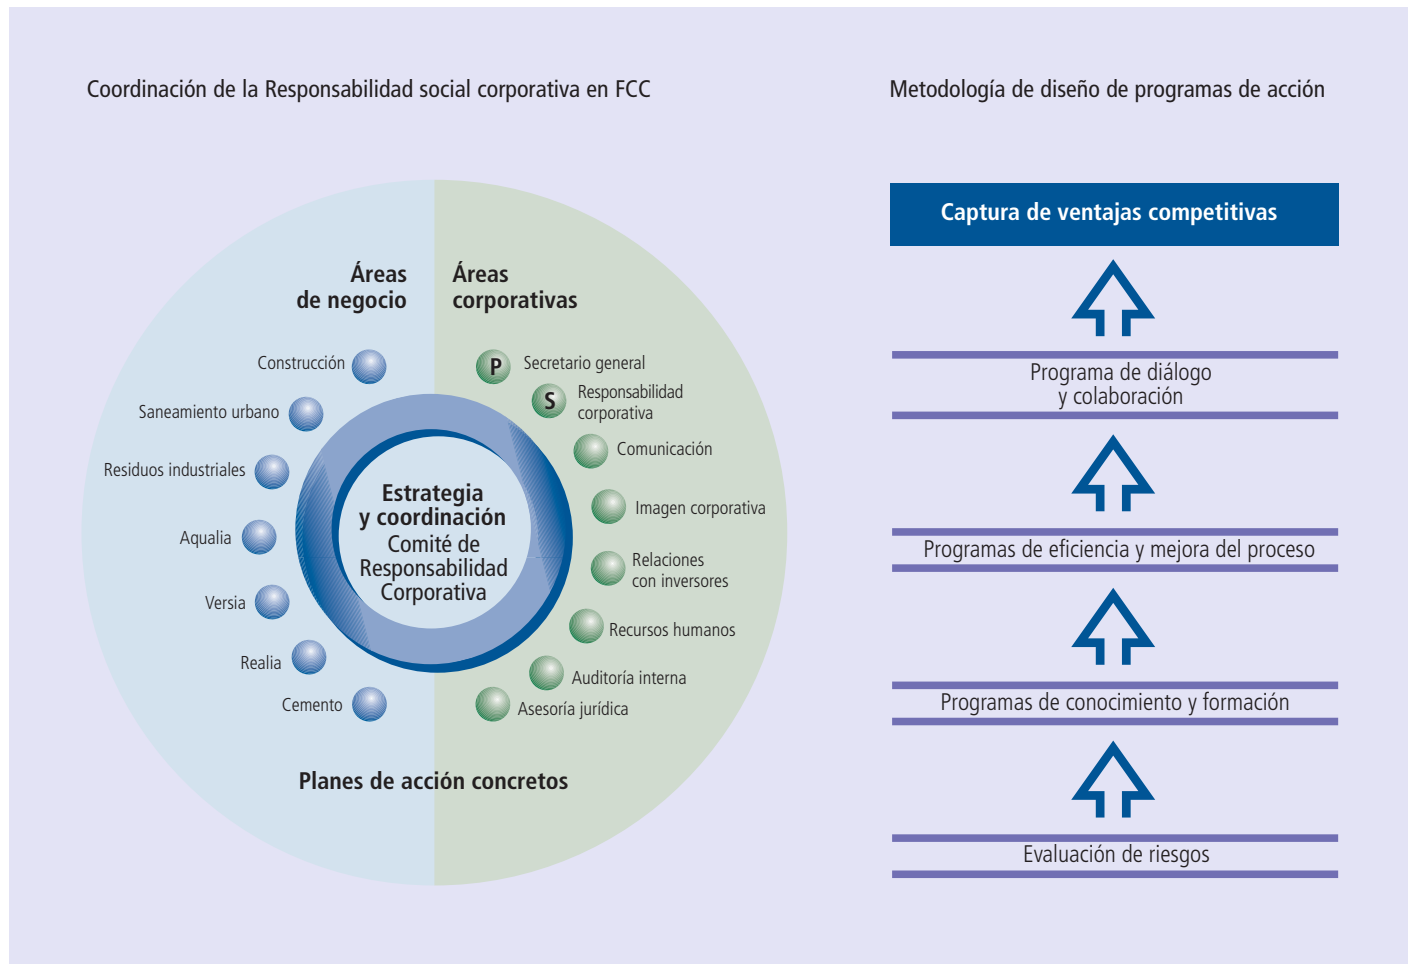 Coordinación de la Responsabilidad social corporativa en FCC
Áreas
de negocio
Construcción
Saneamiento urbano
Residuos industriales
Aqualia
Versia
Realia
Cemento
Áreas
corporativas
P
Secretario general
S
Responsabilidad
corporativa
Comunicación
Imagen corporativa
Relaciones
con inversores
Recursos humanos
Auditoría interna
Asesoría jurídica
Estrategia
y coordinación
Comité de
Responsabilidad
Corporativa
Planes de acción concretos
Metodología de diseño de programas de acción
Captura de ventajas competitivas
Programa de diálogo
y colaboración
Programas de eficiencia y mejora del proceso
Programas de conocimiento y formación
Evaluación de riesgos